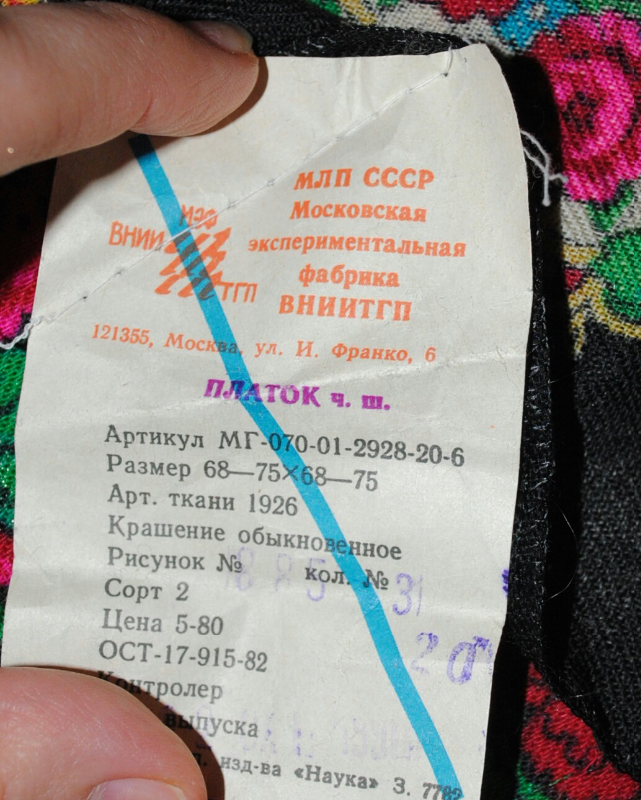 МЛП СССР
Московская
экспериментальная
фабрика
ВНИИТГП
ВНИИ
ТГП
121355, Москва, ул. И. Франко, 6
ПЛАТОК ч. ш.
Артикул МГ-070-01-2928-20-6
Размер 68—75×68—75
Арт. ткани 1926
Крашение обыкновенное
Рисунок № кол. № 31
Сорт 2
Цена 5-80
ОСТ-17-915-82
Контролер
выпуска
изд-ва «Наука» З. 7782